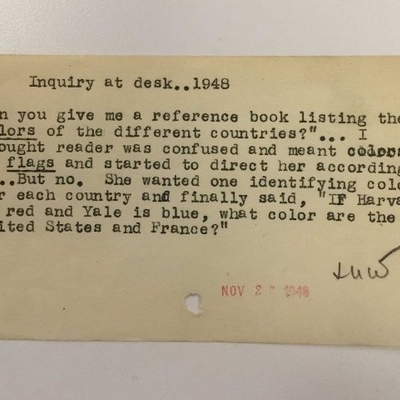 Inquiry at desk..1948
n you give me a reference book listing the
lors of the different countries?"... I
ought reader was confused and meant colors
flags and started to direct her according
..But no. She wanted one identifying colo
r each country and finally said, "If Harva
red and Yale is blue, what color are the
ited States and France?"
NOV 2 1948